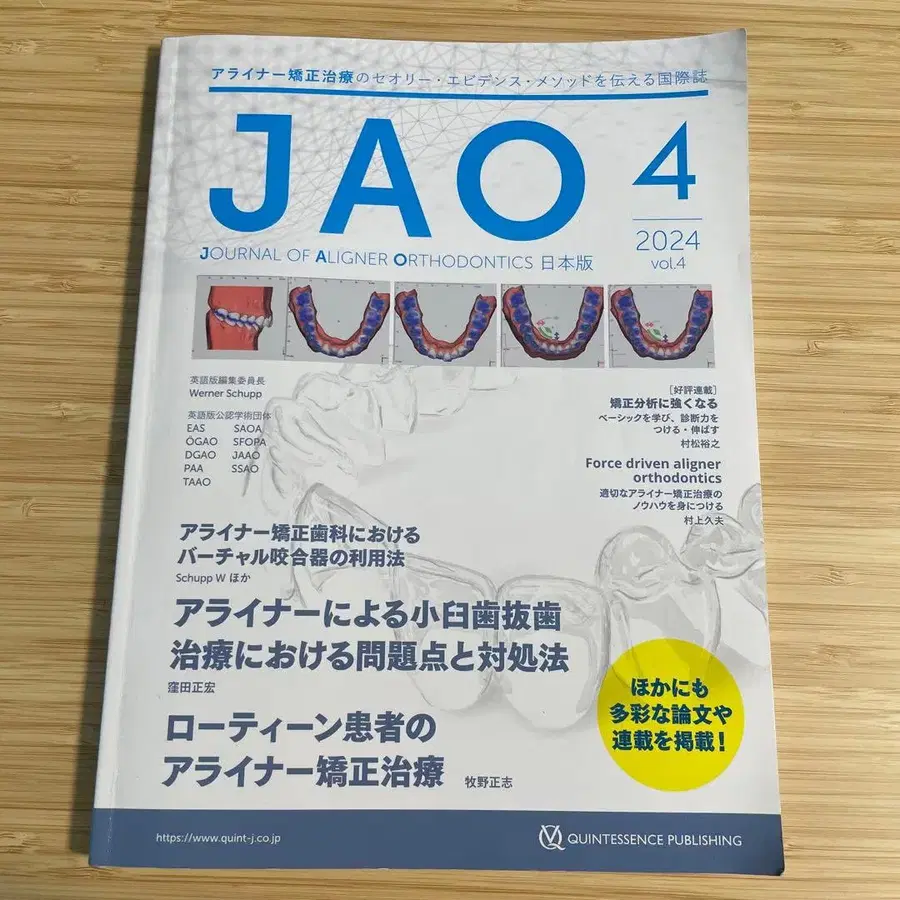 アライナー矯正治療のセオリー・エビデンス・メソッドを伝える国際誌
JAO 4
2024
vol.4
JOURNAL OF ALIGNER ORTHODONTICS 日本版
英語版編集委員長
Werner Schupp
英語版公認学術団体
EAS SAOA
ÖGAO SFOPA
DGAO JAAO
PAA SSAO
TAAO
[好評連載]
矯正分析に強くなる
ベーシックを学び、診断力を
つける・伸ばす
村松裕之
Force driven aligner
orthodontics
適切なアライナー矯正治療の
ノウハウを身につける
村上久夫
アライナー矯正歯科における
バーチャル咬合器の利用法
Schupp W ほか
アライナーによる小臼歯抜歯
治療における問題点と対処法
窪田正宏
ローティーン患者の
アライナー矯正治療 牧野正志
ほかにも
多彩な論文や
連載を掲載!
https://www.quint-j.co.jp
QUINTESSENCE PUBLISHING